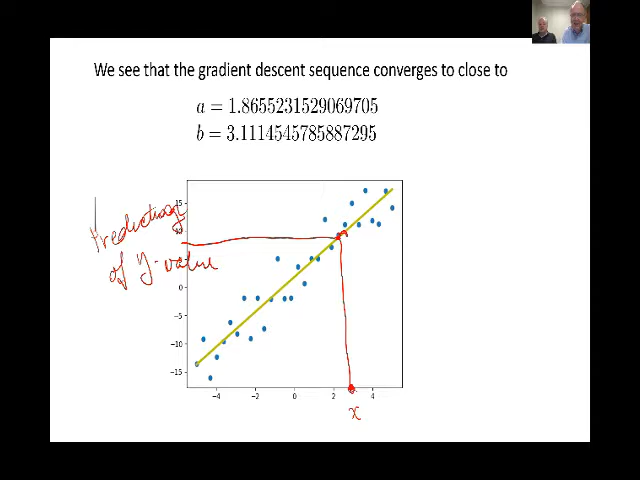 We see that the gradient descent sequence converges to close to
a = 1.8655231529069705
b = 3.1114545785887295
Prediction
of Y-value
15
10
0
−5
−10
−15
−4
−2
0
2
4
x